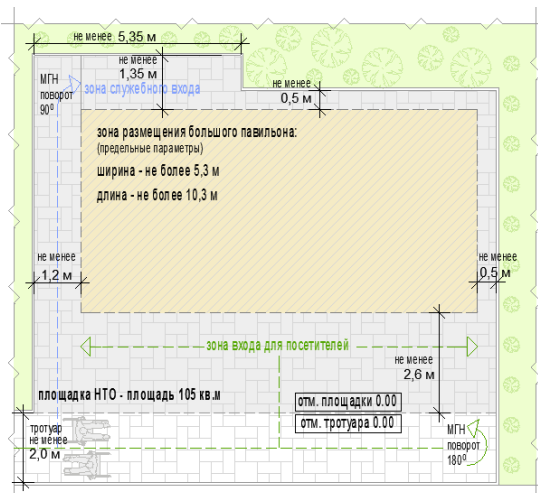 не менее 5,35 м
не менее
1,35 м
МГН
поворот
90º
зона служебного входа
не менее
0,5 м
зона размещения большого павильона:
(предельные параметры)
ширина - не более 5,3 м
длина - не более 10,3 м
не менее
1,2 м
не менее
0,5 м
зона входа для посетителей
не менее
2,6 м
площадка НТО - площадь 105 кв.м
отм. площадки 0.00
отм. тротуара 0.00
тротуар
не менее
2,0 м
МГН
поворот
180º